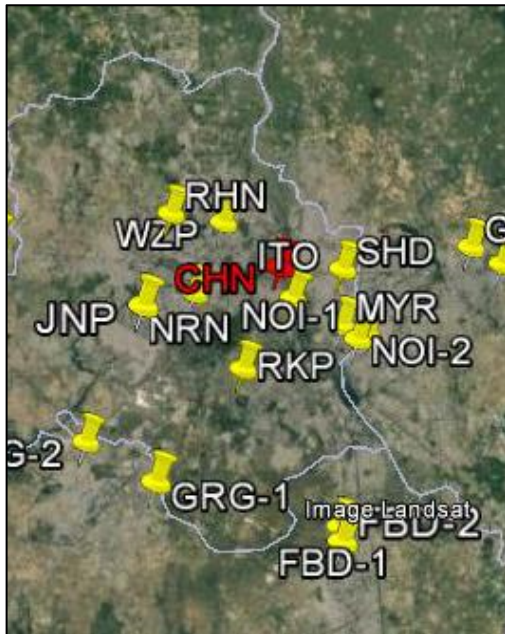 RHN
WZP
ITO
SHD
G
CHN
JNP
NRN
NOI-1
MYR
NOI-2
RKP
G-2
GRG-1
Image Landsat
FBD-2
FBD-1